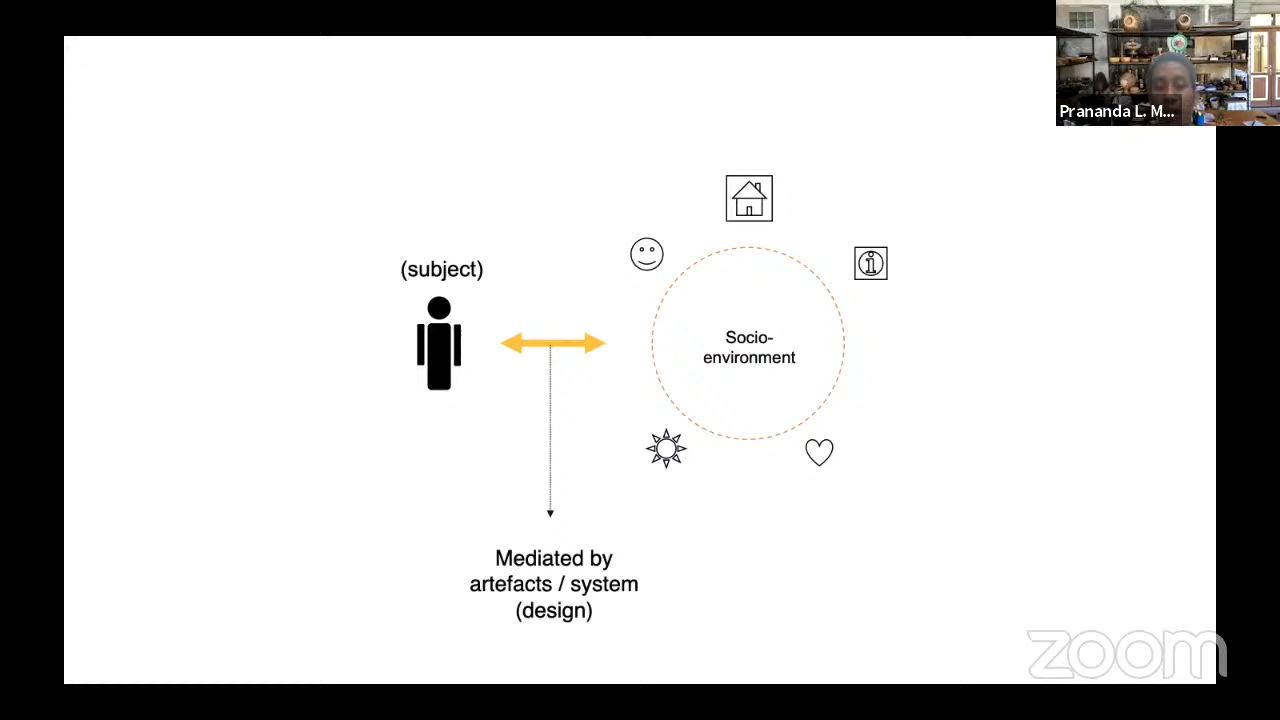 Prananda L. M...
(subject)
Socio-
environment
Mediated by
artefacts / system
(design)
zoom